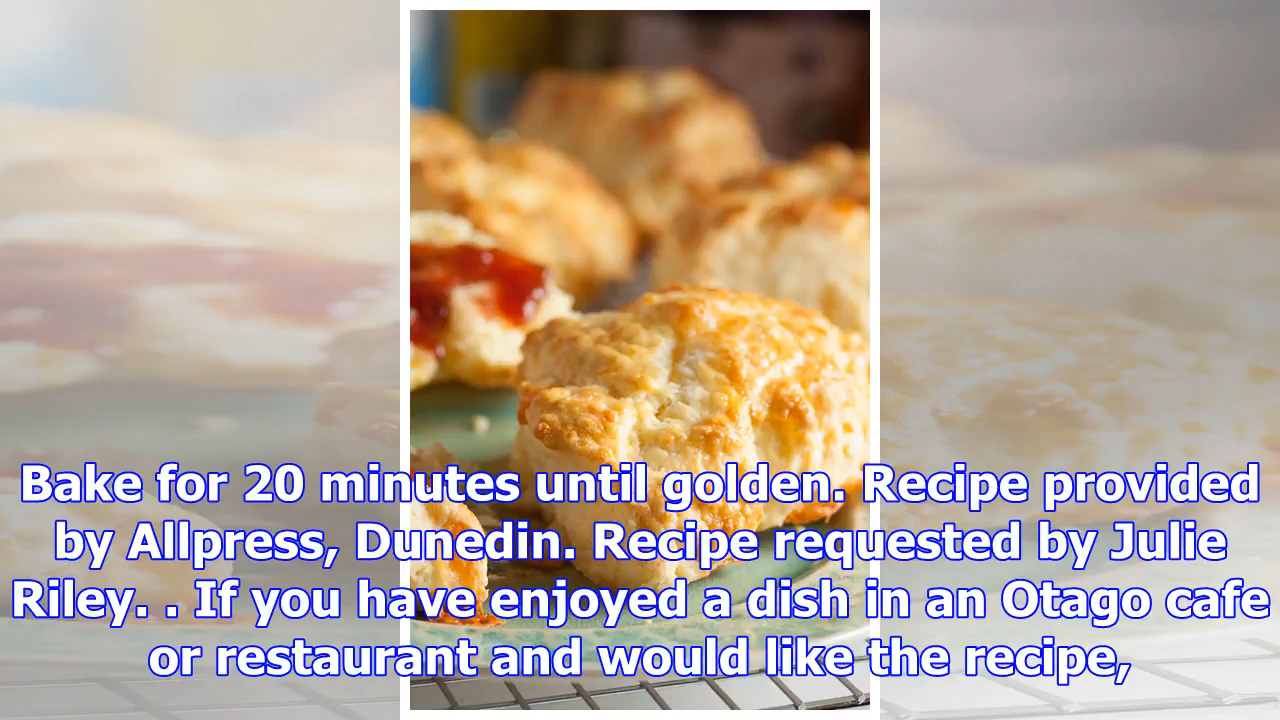 Bake for 20 minutes until golden. Recipe provided
by Allpress, Dunedin. Recipe requested by Julie
Riley. . If you have enjoyed a dish in an Otago cafe
or restaurant and would like the recipe,